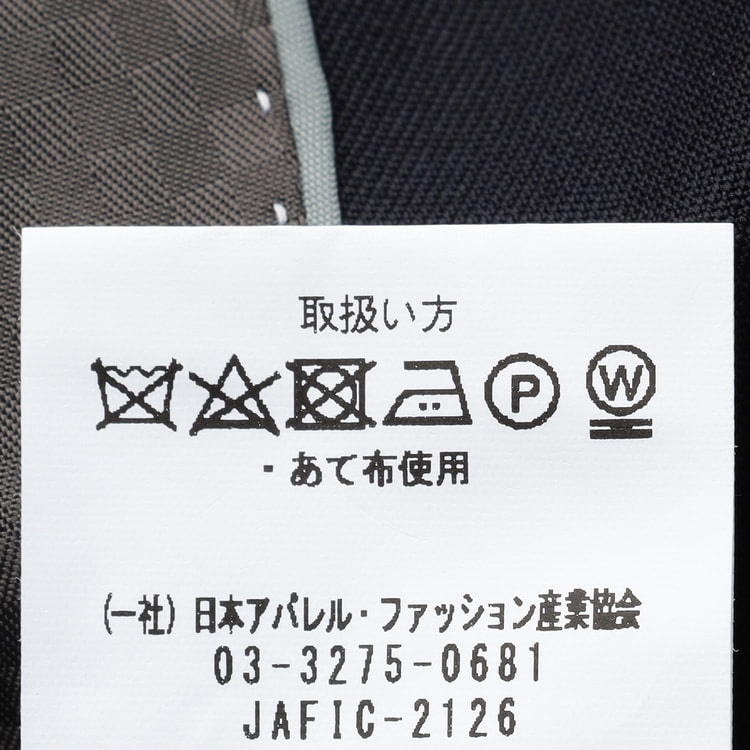 取扱い方
P W
・あて布使用
(一社)日本アパレル・ファッション産業協会
03-3275-0681
JAFIC-2126